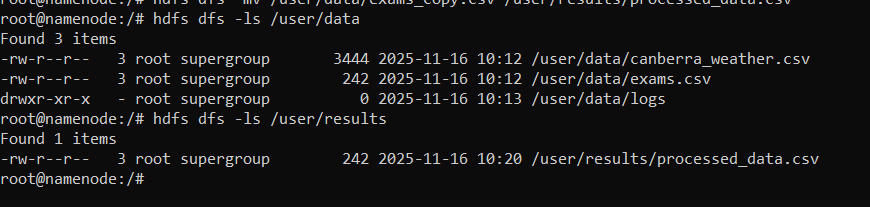 root@namenode:/# hdfs dfs -mv /user/data/exams_copy.csv /user/results/processed_data.csv
root@namenode:/# hdfs dfs -ls /user/data
Found 3 items
-rw-r--r--   3 root supergroup       3444 2025-11-16 10:12 /user/data/canberra_weather.csv
-rw-r--r--   3 root supergroup        242 2025-11-16 10:12 /user/data/exams.csv
drwxr-xr-x   - root supergroup          0 2025-11-16 10:13 /user/data/logs
root@namenode:/# hdfs dfs -ls /user/results
Found 1 items
-rw-r--r--   3 root supergroup        242 2025-11-16 10:20 /user/results/processed_data.csv
root@namenode:/#